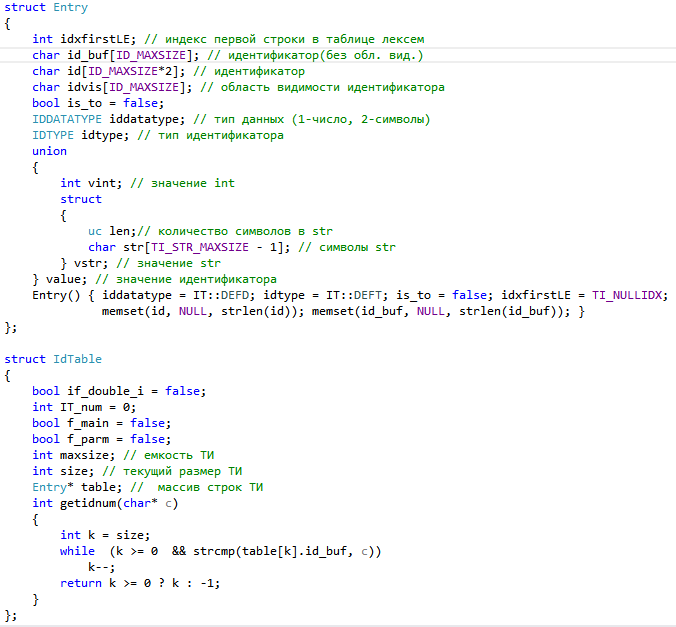 struct Entry
{
    int idxfirstLE; // индекс первой строки в таблице лексем
    char id_buf[ID_MAXSIZE]; // идентификатор(без обл. вид.)
    char id[ID_MAXSIZE*2]; // идентификатор
    char idvis[ID_MAXSIZE]; // область видимости идентификатора
    bool is_to = false;
    IDDATATYPE iddatatype; // тип данных (1-число, 2-символы)
    IDTYPE idtype; // тип идентификатора
    union
    {
        int vint; // значение int
        struct
        {
            uc len;// количество символов в str
            char str[TI_STR_MAXSIZE - 1]; // символы str
        } vstr; // значение str
    } value; // значение идентификатора
    Entry() { iddatatype = IT::DEFD; idtype = IT::DEFT; is_to = false; idxfirstLE = TI_NULLIDX;
              memset(id, NULL, strlen(id)); memset(id_buf, NULL, strlen(id_buf)); }
};
struct IdTable
{
    bool if_double_i = false;
    int IT_num = 0;
    bool f_main = false;
    bool f_parm = false;
    int maxsize; // емкость ТИ
    int size; // текущий размер ТИ
    Entry* table; //  массив строк ТИ
    int getidnum(char* c)
    {
        int k = size;
        while  (k >= 0  && strcmp(table[k].id_buf, c))
            k--;
        return k >= 0 ? k : -1;
    }
};